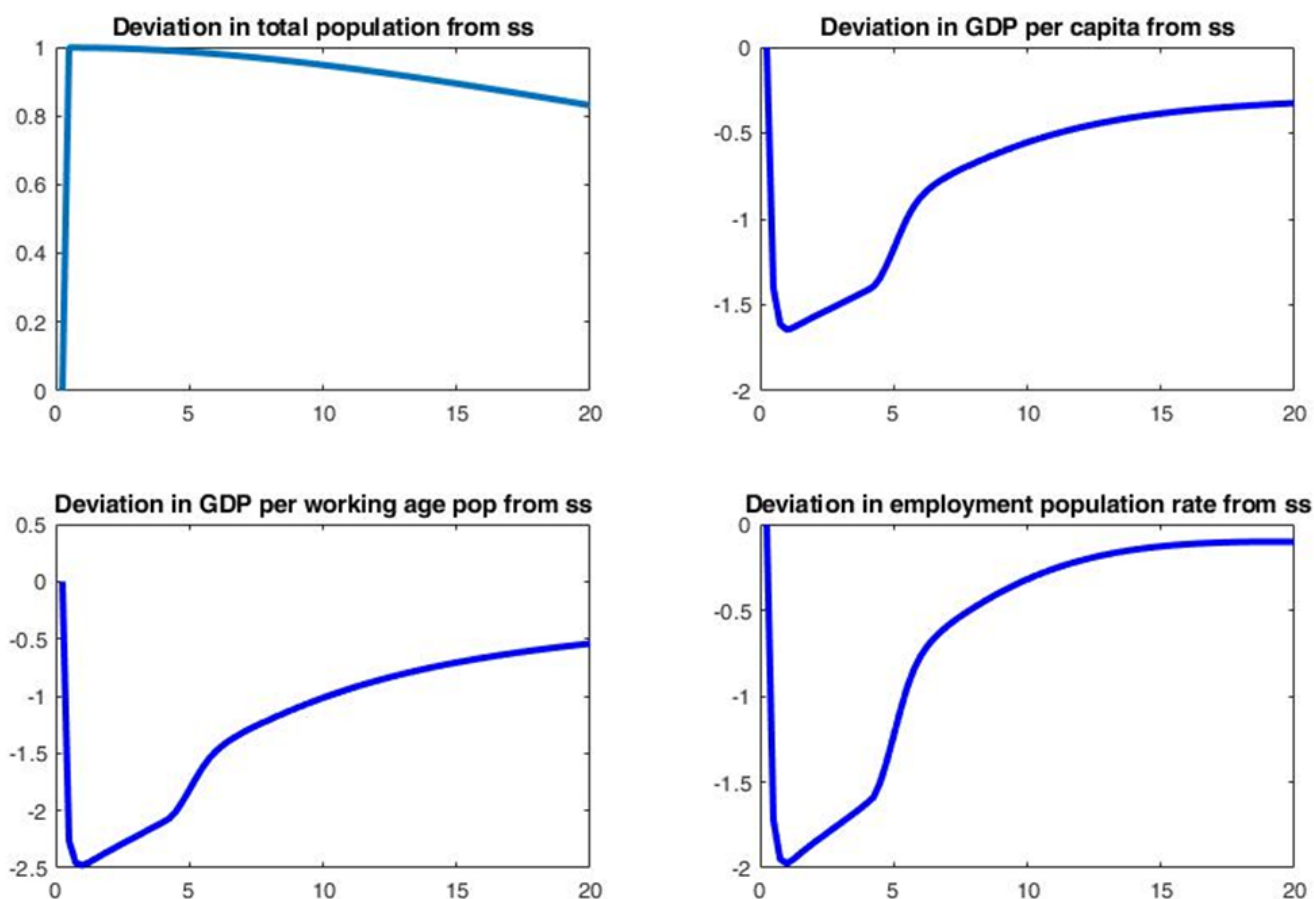 Deviation in total population from ss
1
0.8
0.6
0.4
0.2
0
0 5 10 15 20
Deviation in GDP per capita from ss
0
-0.5
-1
-1.5
-2
0 5 10 15 20
Deviation in GDP per working age pop from ss
0.5
0
-0.5
-1
-1.5
-2
-2.5
0 5 10 15 20
Deviation in employment population rate from ss
0
-0.5
-1
-1.5
-2
0 5 10 15 20